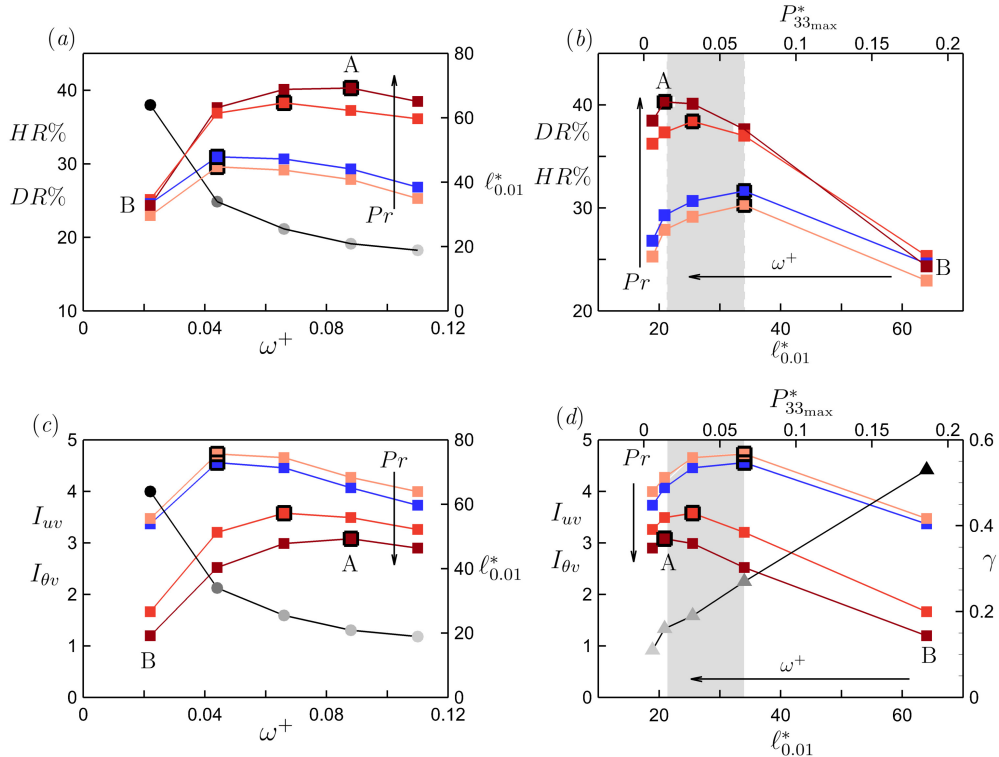 (a)
A
40
30
20
10
HR%
DR%
B
Pr
80
60
40
20
0
ℓ*0.01
0 0.04 0.08 0.12
ω+
(b)
P*33max
0 0.05 0.1 0.15 0.2
A
40
30
20
DR%
HR%
Pr
ω+
B
20 40 60
ℓ*0.01
(c)
5
4
3
2
1
0
Iuv
Iθv
Pr
A
B
80
60
40
20
0
ℓ*0.01
0 0.04 0.08 0.12
ω+
(d)
P*33max
0 0.05 0.1 0.15 0.2
5
4
3
2
1
0
Pr
Iuv
Iθv
A
B
ω+
0.6
0.4
0.2
0
γ
20 40 60
ℓ*0.01